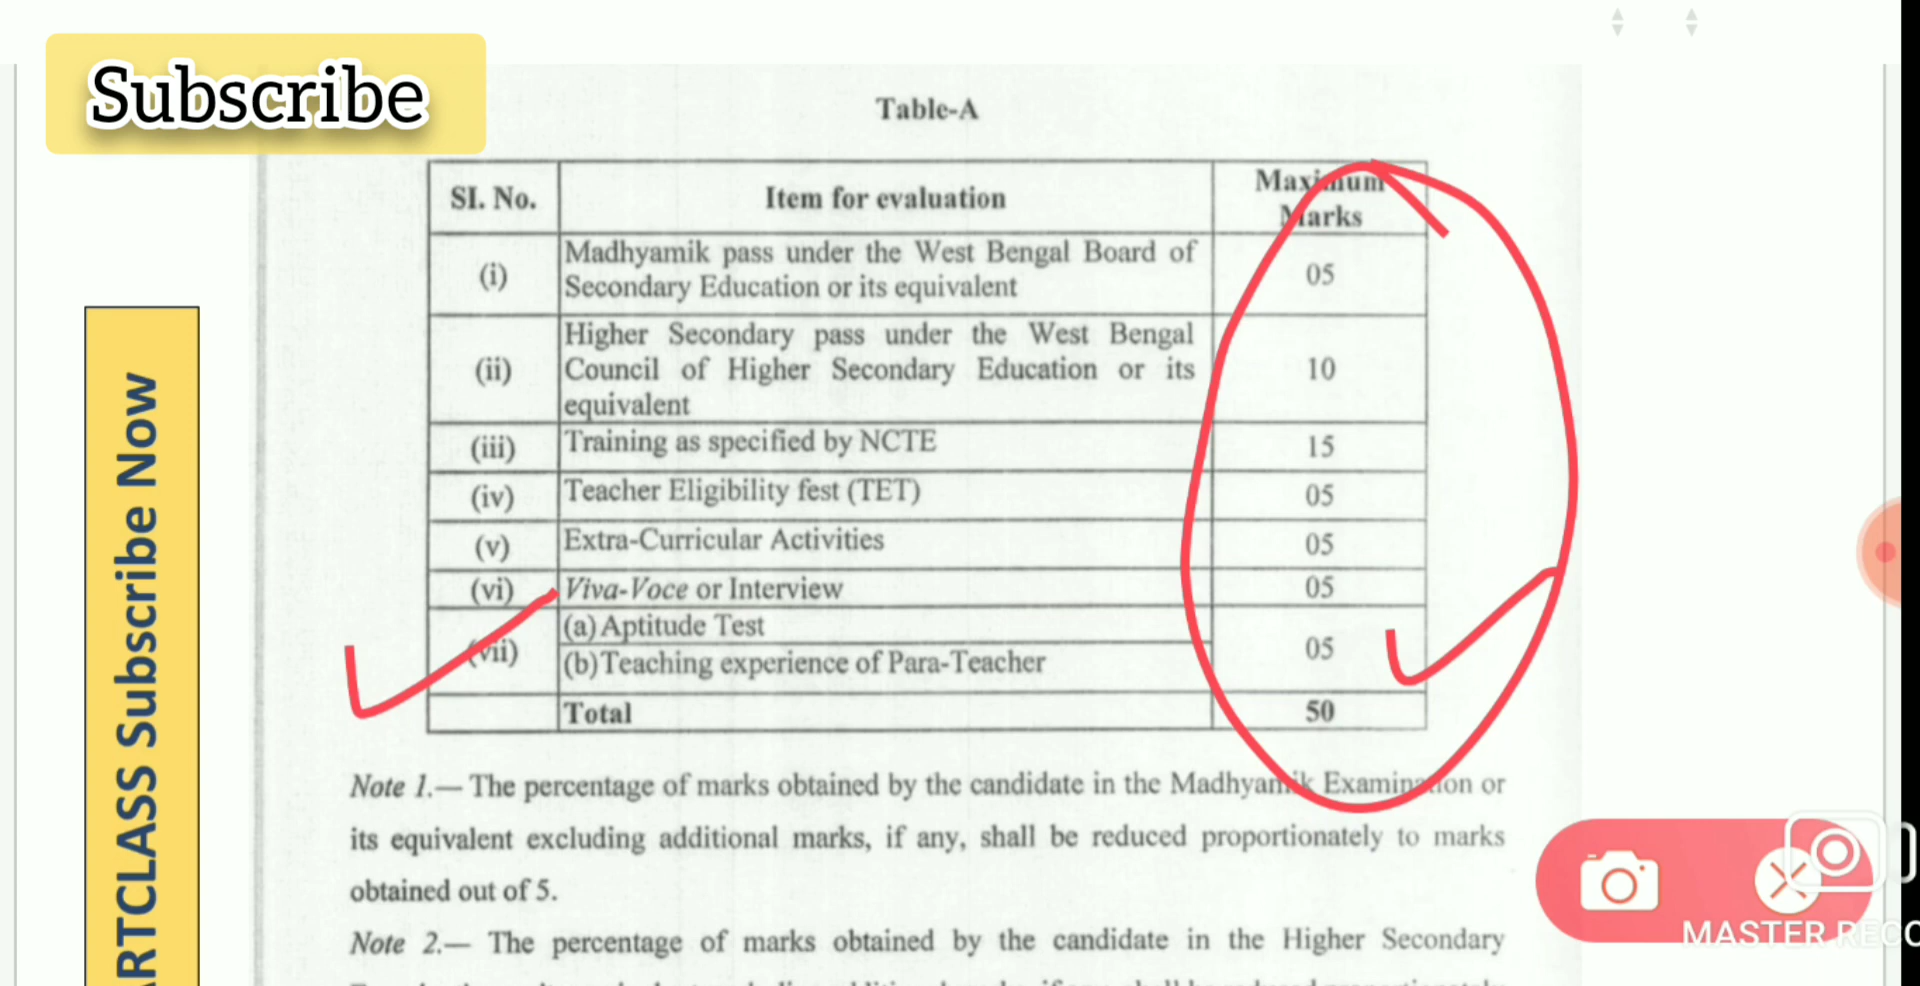 Subscribe
Table-A
SI. No.
Item for evaluation
Maximum
Marks
(i)
Madhyamik pass under the West Bengal Board of
Secondary Education or its equivalent
05
(ii)
Higher Secondary pass under the West Bengal
Council of Higher Secondary Education or its
equivalent
10
(iii)
Training as specified by NCTE
15
(iv)
Teacher Eligibility fest (TET)
05
(v)
Extra-Curricular Activities
05
(vi)
Viva-Voce or Interview
05
(vii)
(a) Aptitude Test
(b) Teaching experience of Para-Teacher
05
Total
50
Note 1.— The percentage of marks obtained by the candidate in the Madhyamik Examination or
its equivalent excluding additional marks, if any, shall be reduced proportionately to marks
obtained out of 5.
Note 2.— The percentage of marks obtained by the candidate in the Higher Secondary
ARTCLASS Subscribe Now
MASTER RECO